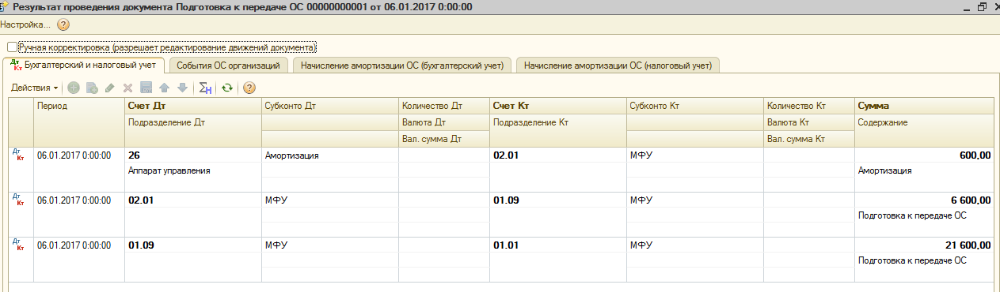 Результат проведения документа Подготовка к передаче ОС 00000000001 от 06.01.2017 0:00:00
Настройка...
Ручная корректировка (разрешает редактирование движений документа)
Бухгалтерский и налоговый учет События ОС организаций Начисление амортизации ОС (бухгалтерский учет) Начисление амортизации ОС (налоговый учет)
Действия
Период Счет Дт Субконто Дт Количество Дт Счет Кт Субконто Кт Количество Кт Сумма
Подразделение Дт Валюта Дт Подразделение Кт Валюта Кт Содержание
Вал. сумма Дт Вал. сумма Кт
Дт Кт 06.01.2017 0:00:00 26 Амортизация 02.01 МФУ 600,00
Аппарат управления Амортизация
Дт Кт 06.01.2017 0:00:00 02.01 МФУ 01.09 МФУ 6 600,00
Подготовка к передаче ОС
Дт Кт 06.01.2017 0:00:00 01.09 МФУ 01.01 МФУ 21 600,00
Подготовка к передаче ОС